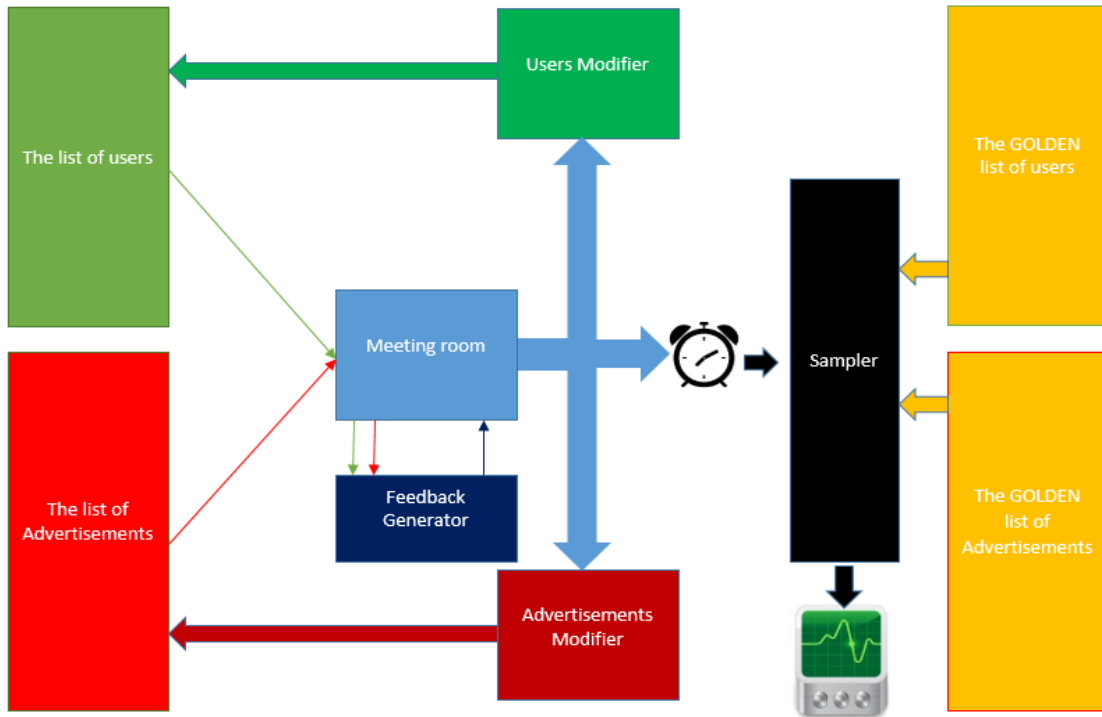 Users Modifier
The list of users
The GOLDEN
list of users
Meeting room
Sampler
Feedback
Generator
The list of
Advertisements
The GOLDEN
list of
Advertisements
Advertisements
Modifier